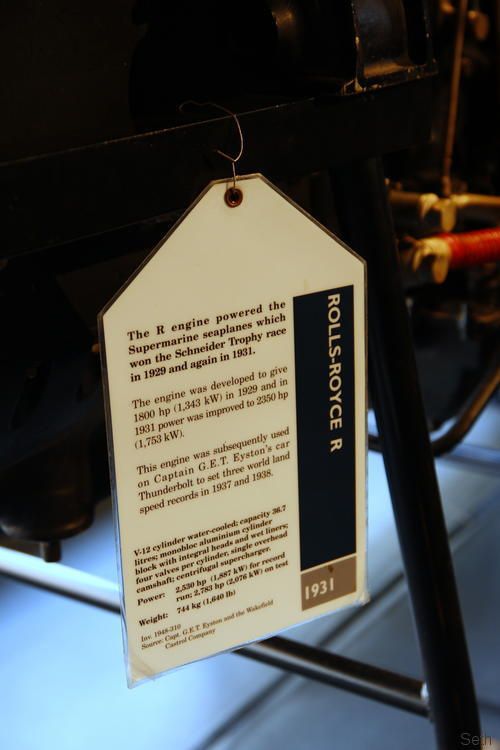 The R engine powered the
Supermarine seaplanes which
won the Schneider Trophy race
in 1929 and again in 1931.
The engine was developed to give
1800 hp (1,343 kW) in 1929 and in
1931 power was improved to 2350 hp
(1,753 kW).
This engine was subsequently used
on Captain G.E.T. Eyston's car
Thunderbolt to set three world land
speed records in 1937 and 1938.
V-12 cylinder water-cooled; capacity 36.7
litres; monobloc aluminium cylinder
block with integral heads and wet liners;
four valves per cylinder, single overhead
camshaft; centrifugal supercharger.
Power: 2,530 hp (1,887 kW) for record
run; 2,783 hp (2,076 kW) on test
Weight: 744 kg (1,640 lb)
Inv. 1948-310
Source: Capt. G.E.T. Eyston and the Wakefield
Castrol Company
ROLLS-ROYCE R
1931
Seth